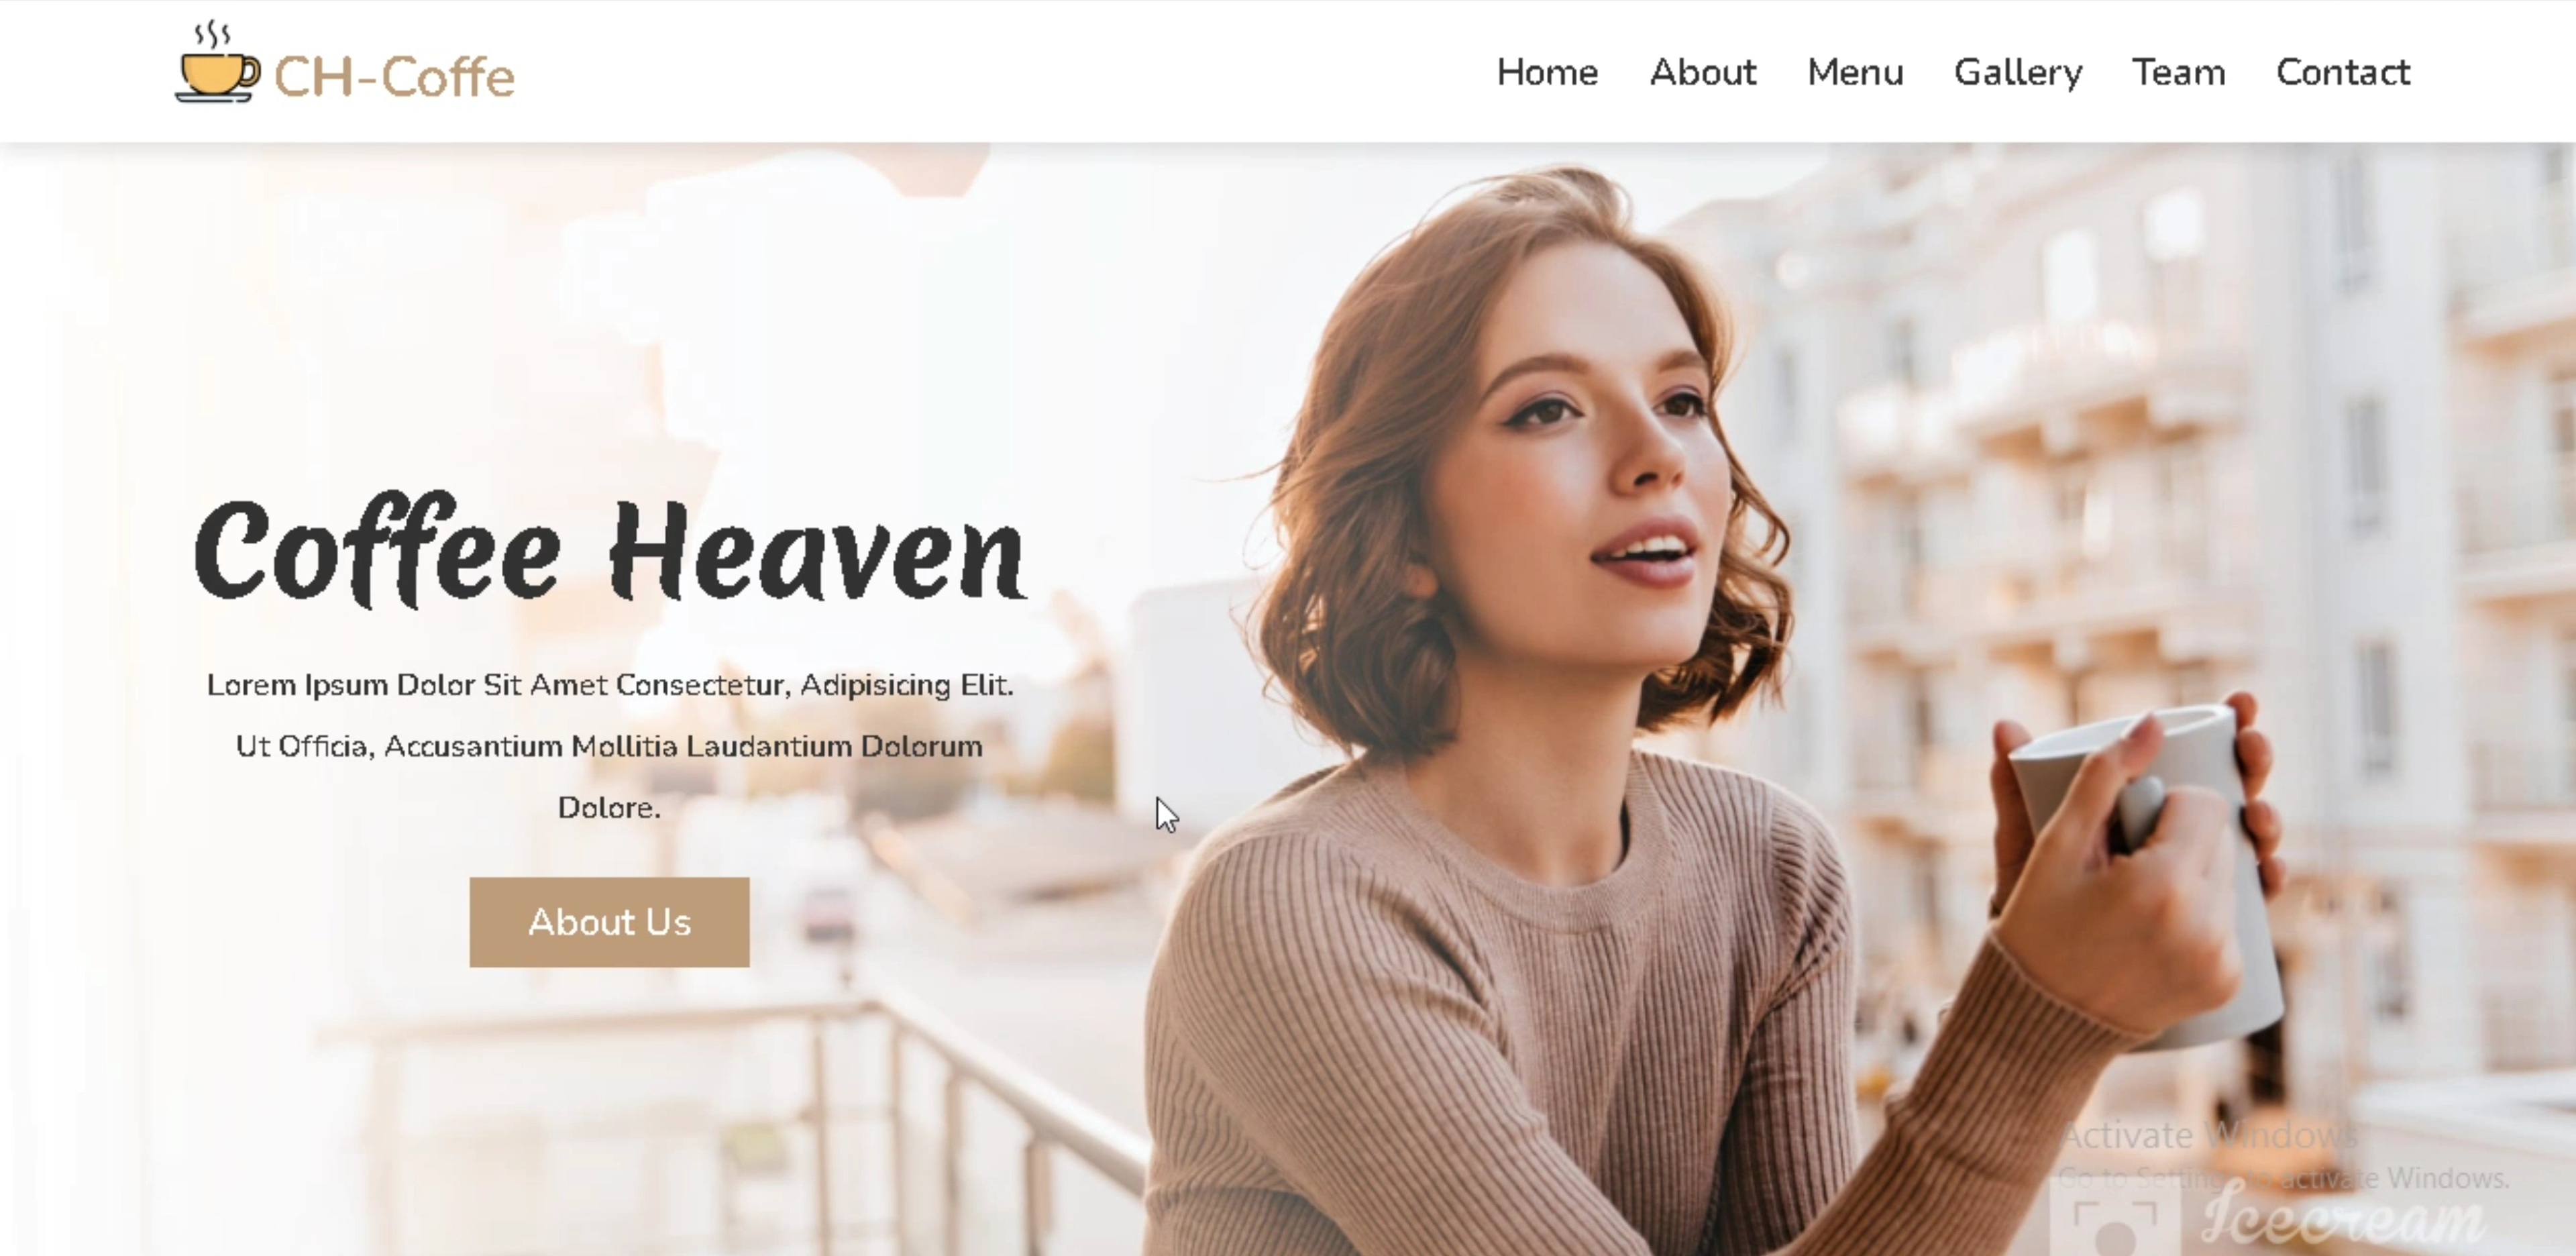 CH-Coffe
Home About Menu Gallery Team Contact
Coffee Heaven
Lorem Ipsum Dolor Sit Amet Consectetur, Adipisicing Elit.
Ut Officia, Accusantium Mollitia Laudantium Dolorum
Dolore.
About Us
Activate Windows
Go to Settings to activate Windows.
Icecream